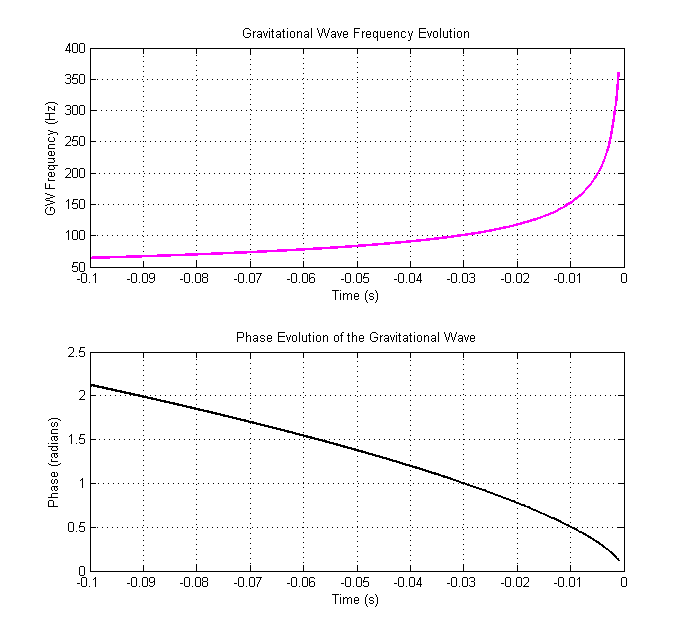 Gravitational Wave Frequency Evolution
400
350
300
250
200
150
100
50
GW Frequency (Hz)
-0.1 -0.09 -0.08 -0.07 -0.06 -0.05 -0.04 -0.03 -0.02 -0.01 0
Time (s)
Phase Evolution of the Gravitational Wave
2.5
2
1.5
1
0.5
0
Phase (radians)
-0.1 -0.09 -0.08 -0.07 -0.06 -0.05 -0.04 -0.03 -0.02 -0.01 0
Time (s)